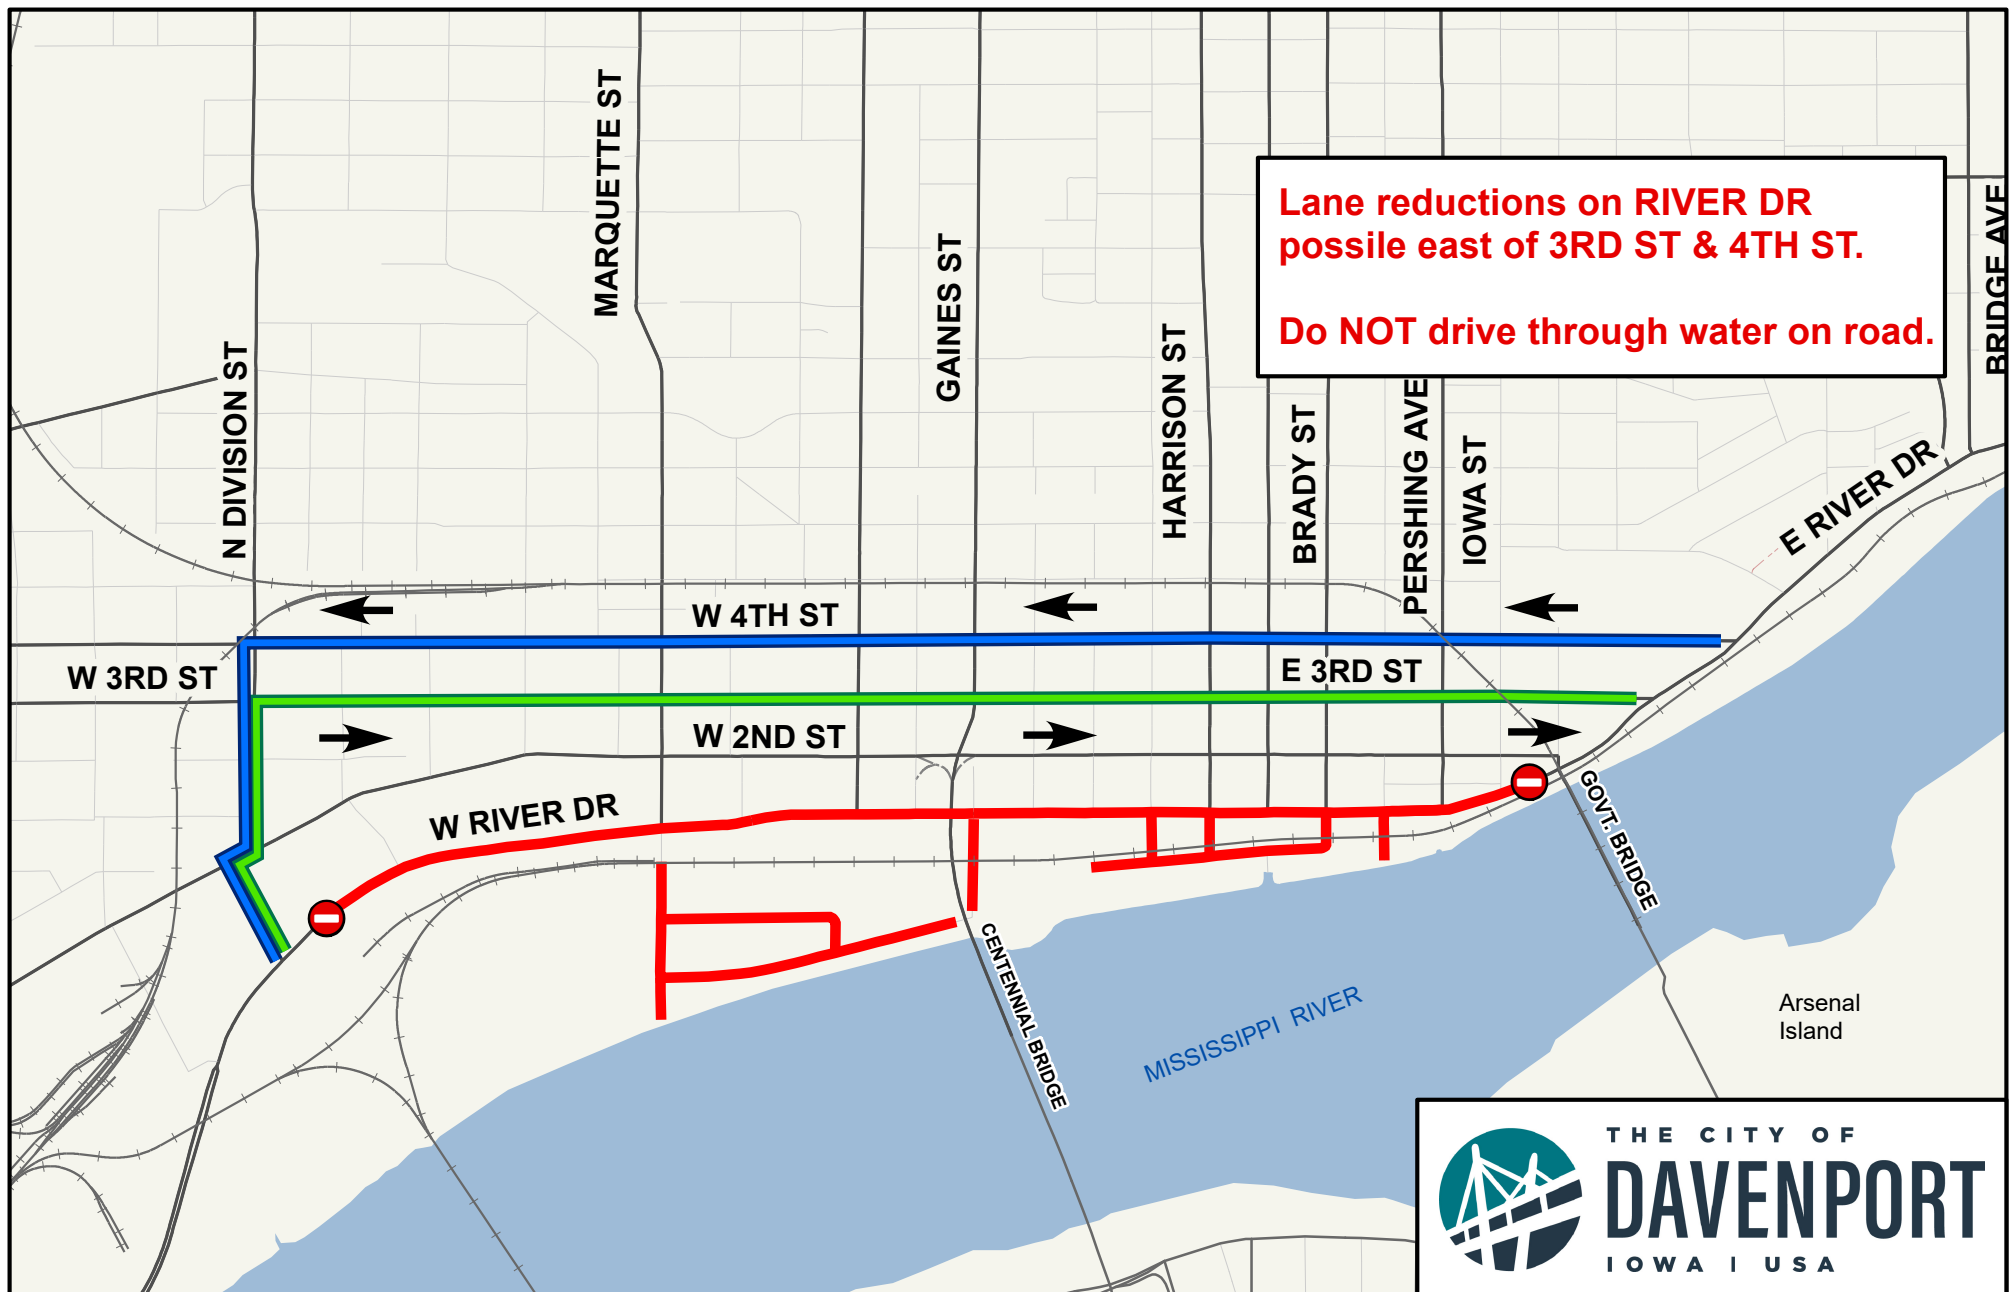 MARQUETTE ST
GAINES ST
HARRISON ST
N DIVISION ST
BRADY ST
PERSHING AVE
IOWA ST
BRIDGE AVE
Lane reductions on RIVER DR
possile east of 3RD ST & 4TH ST.
Do NOT drive through water on road.
E RIVER DR
W 4TH ST
W 3RD ST
E 3RD ST
W 2ND ST
W RIVER DR
GOVT. BRIDGE
CENTENNIAL BRIDGE
MISSISSIPPI RIVER
Arsenal
Island
THE CITY OF
DAVENPORT
IOWA | USA